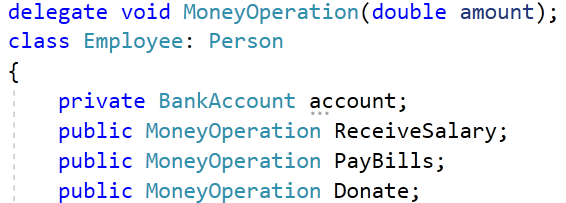 delegate void MoneyOperation(double amount);
class Employee: Person
{
private BankAccount account;
public MoneyOperation ReceiveSalary;
public MoneyOperation PayBills;
public MoneyOperation Donate;